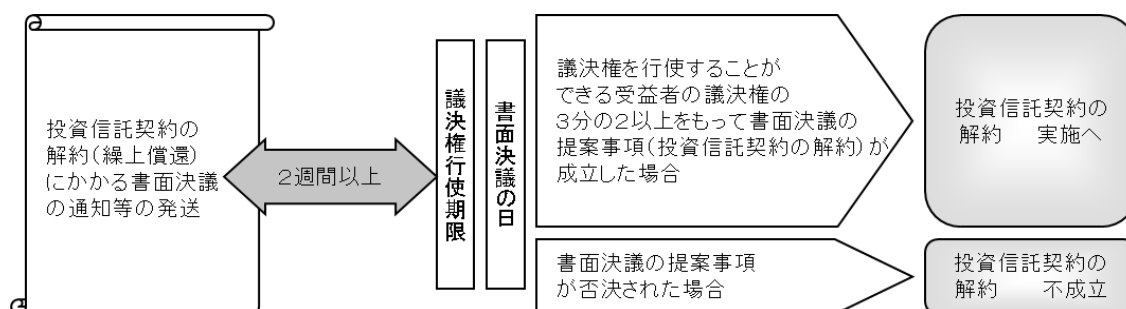 投資信託契約の
解約(繰上償還)
にかかる書面決議
の通知等の発送
２週間以上
議決権行使期限
書面決議の日
議決権を行使することが
できる受益者の議決権の
３分の２以上をもって書面決議の
提案事項(投資信託契約の解約)が
成立した場合
投資信託契約の
解約　実施へ
書面決議の提案事項
が否決された場合
投資信託契約の
解約　不成立